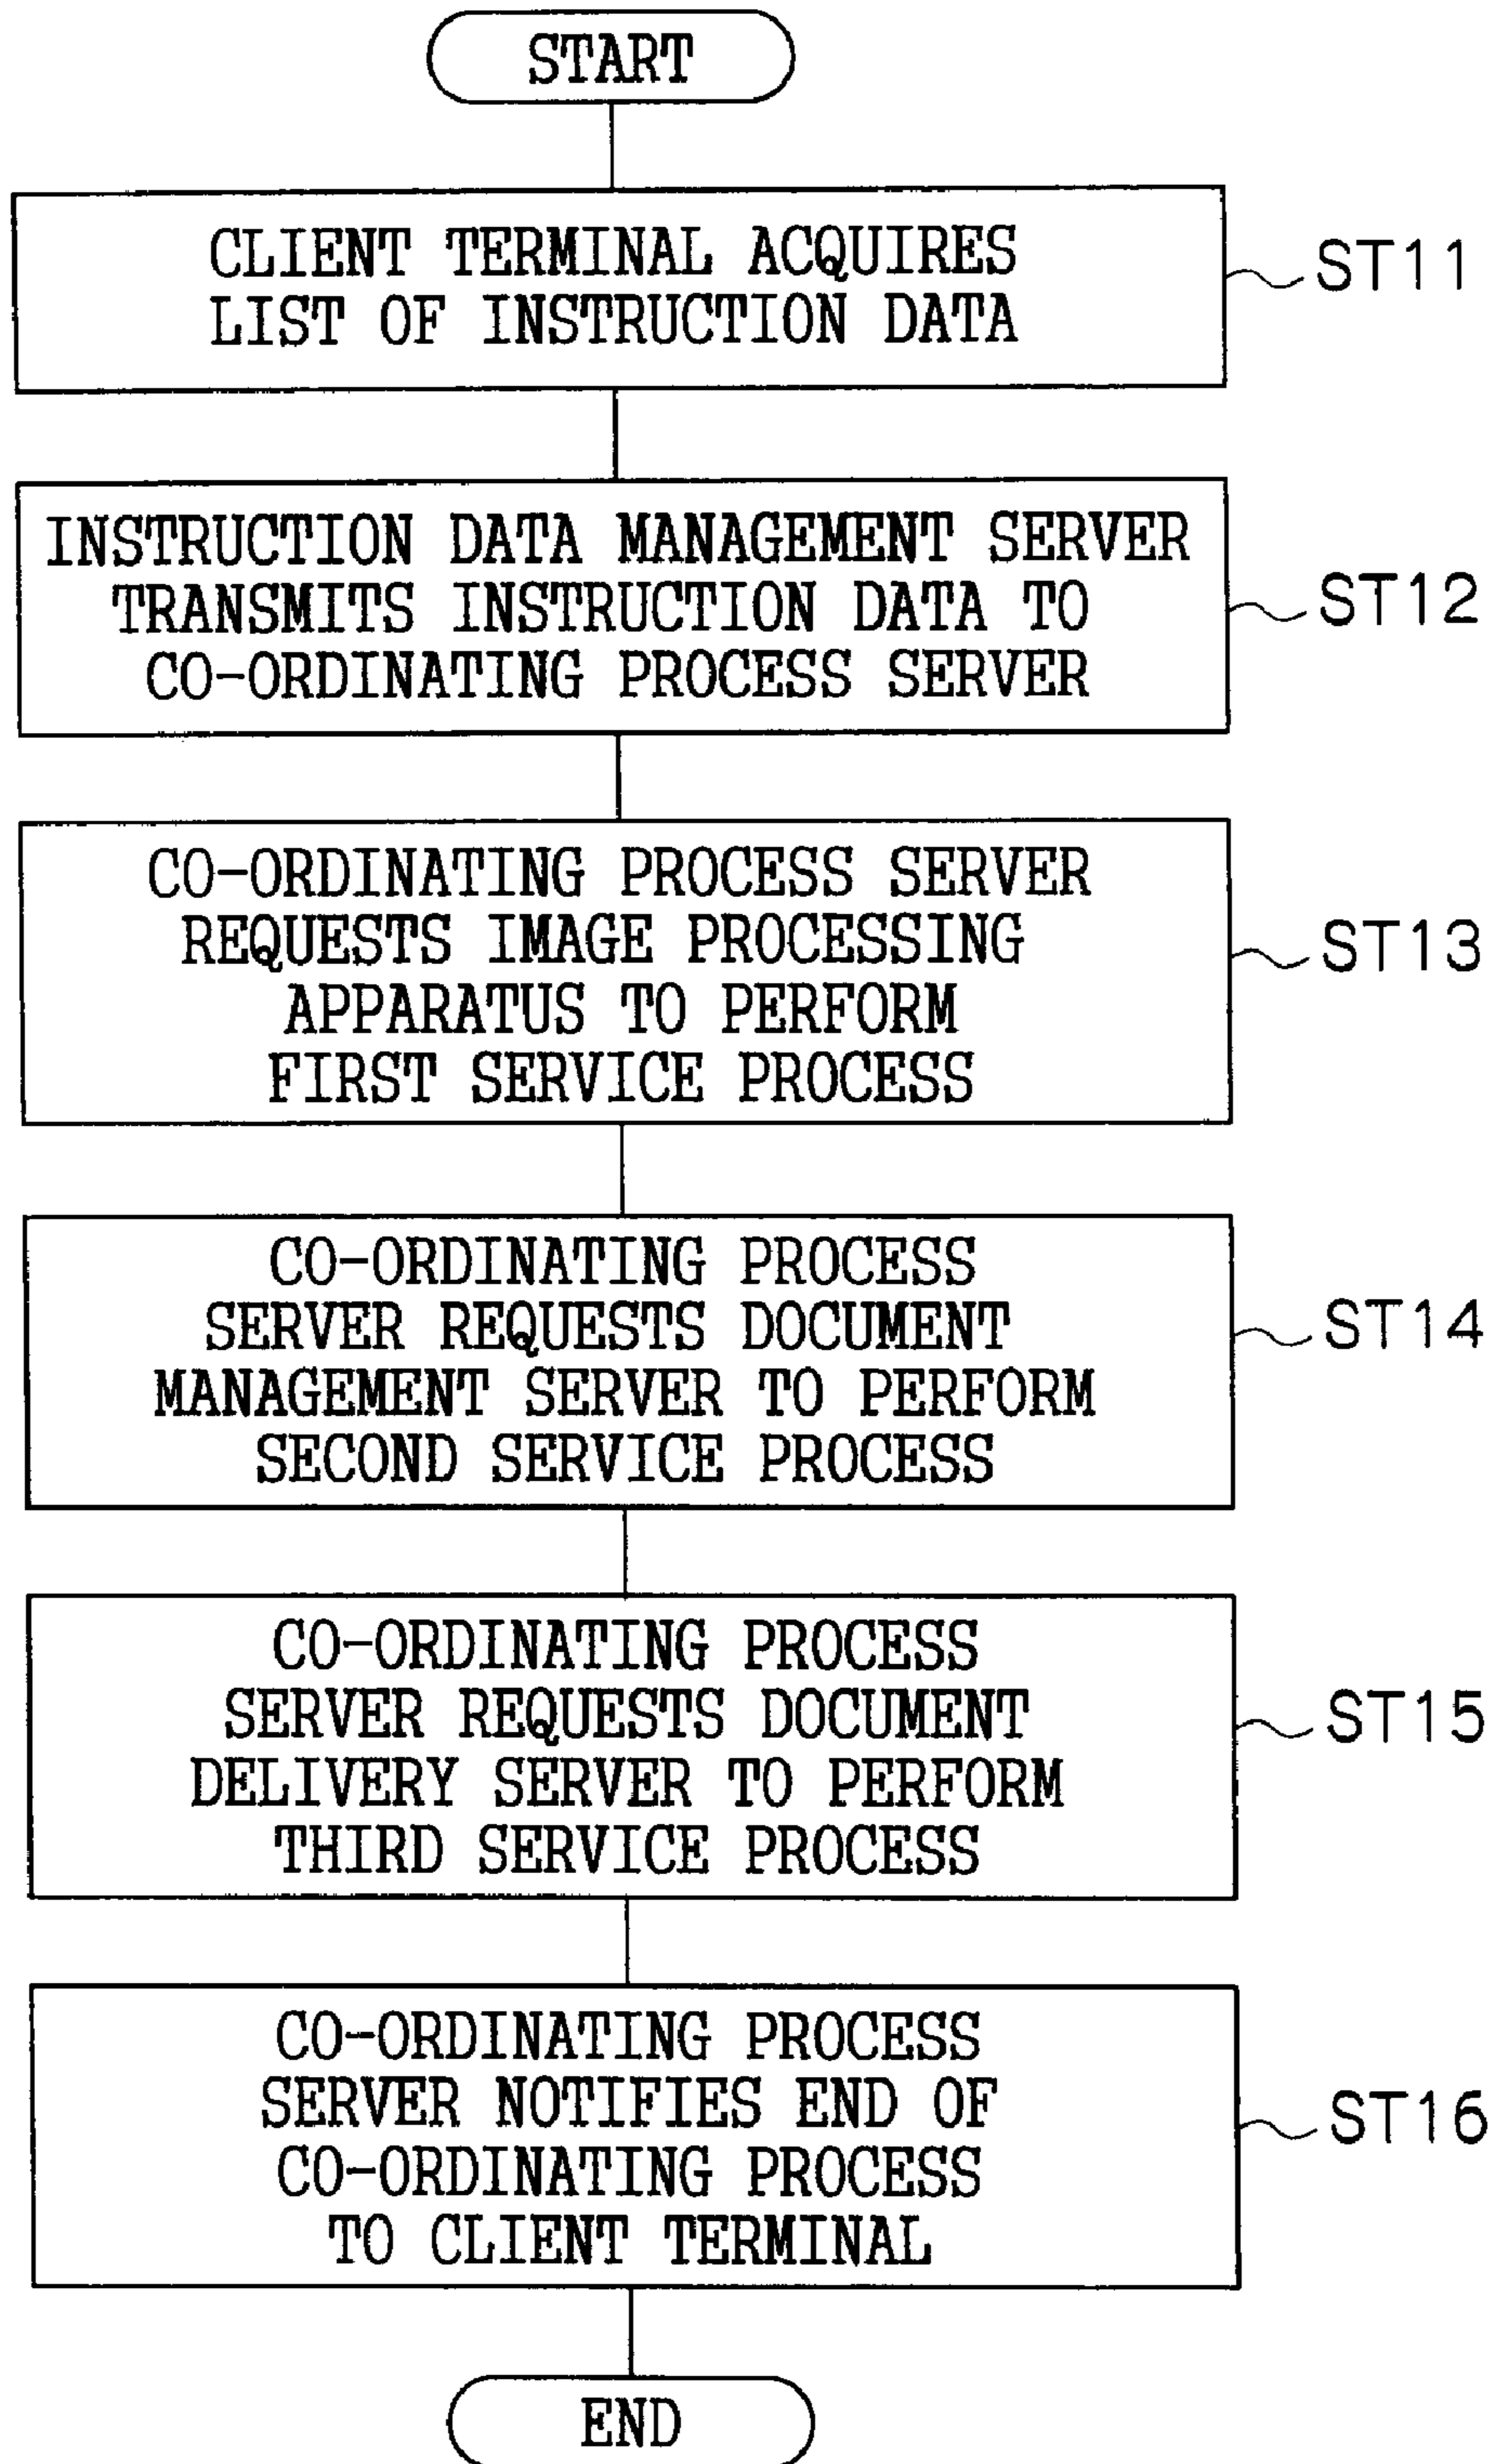 START
CLIENT TERMINAL ACQUIRES
LIST OF INSTRUCTION DATA
ST11
INSTRUCTION DATA MANAGEMENT SERVER
TRANSMITS INSTRUCTION DATA TO
CO-ORDINATING PROCESS SERVER
ST12
CO-ORDINATING PROCESS SERVER
REQUESTS IMAGE PROCESSING
APPARATUS TO PERFORM
FIRST SERVICE PROCESS
ST13
CO-ORDINATING PROCESS
SERVER REQUESTS DOCUMENT
MANAGEMENT SERVER TO PERFORM
SECOND SERVICE PROCESS
ST14
CO-ORDINATING PROCESS
SERVER REQUESTS DOCUMENT
DELIVERY SERVER TO PERFORM
THIRD SERVICE PROCESS
ST15
CO-ORDINATING PROCESS
SERVER NOTIFIES END OF
CO-ORDINATING PROCESS
TO CLIENT TERMINAL
ST16
END